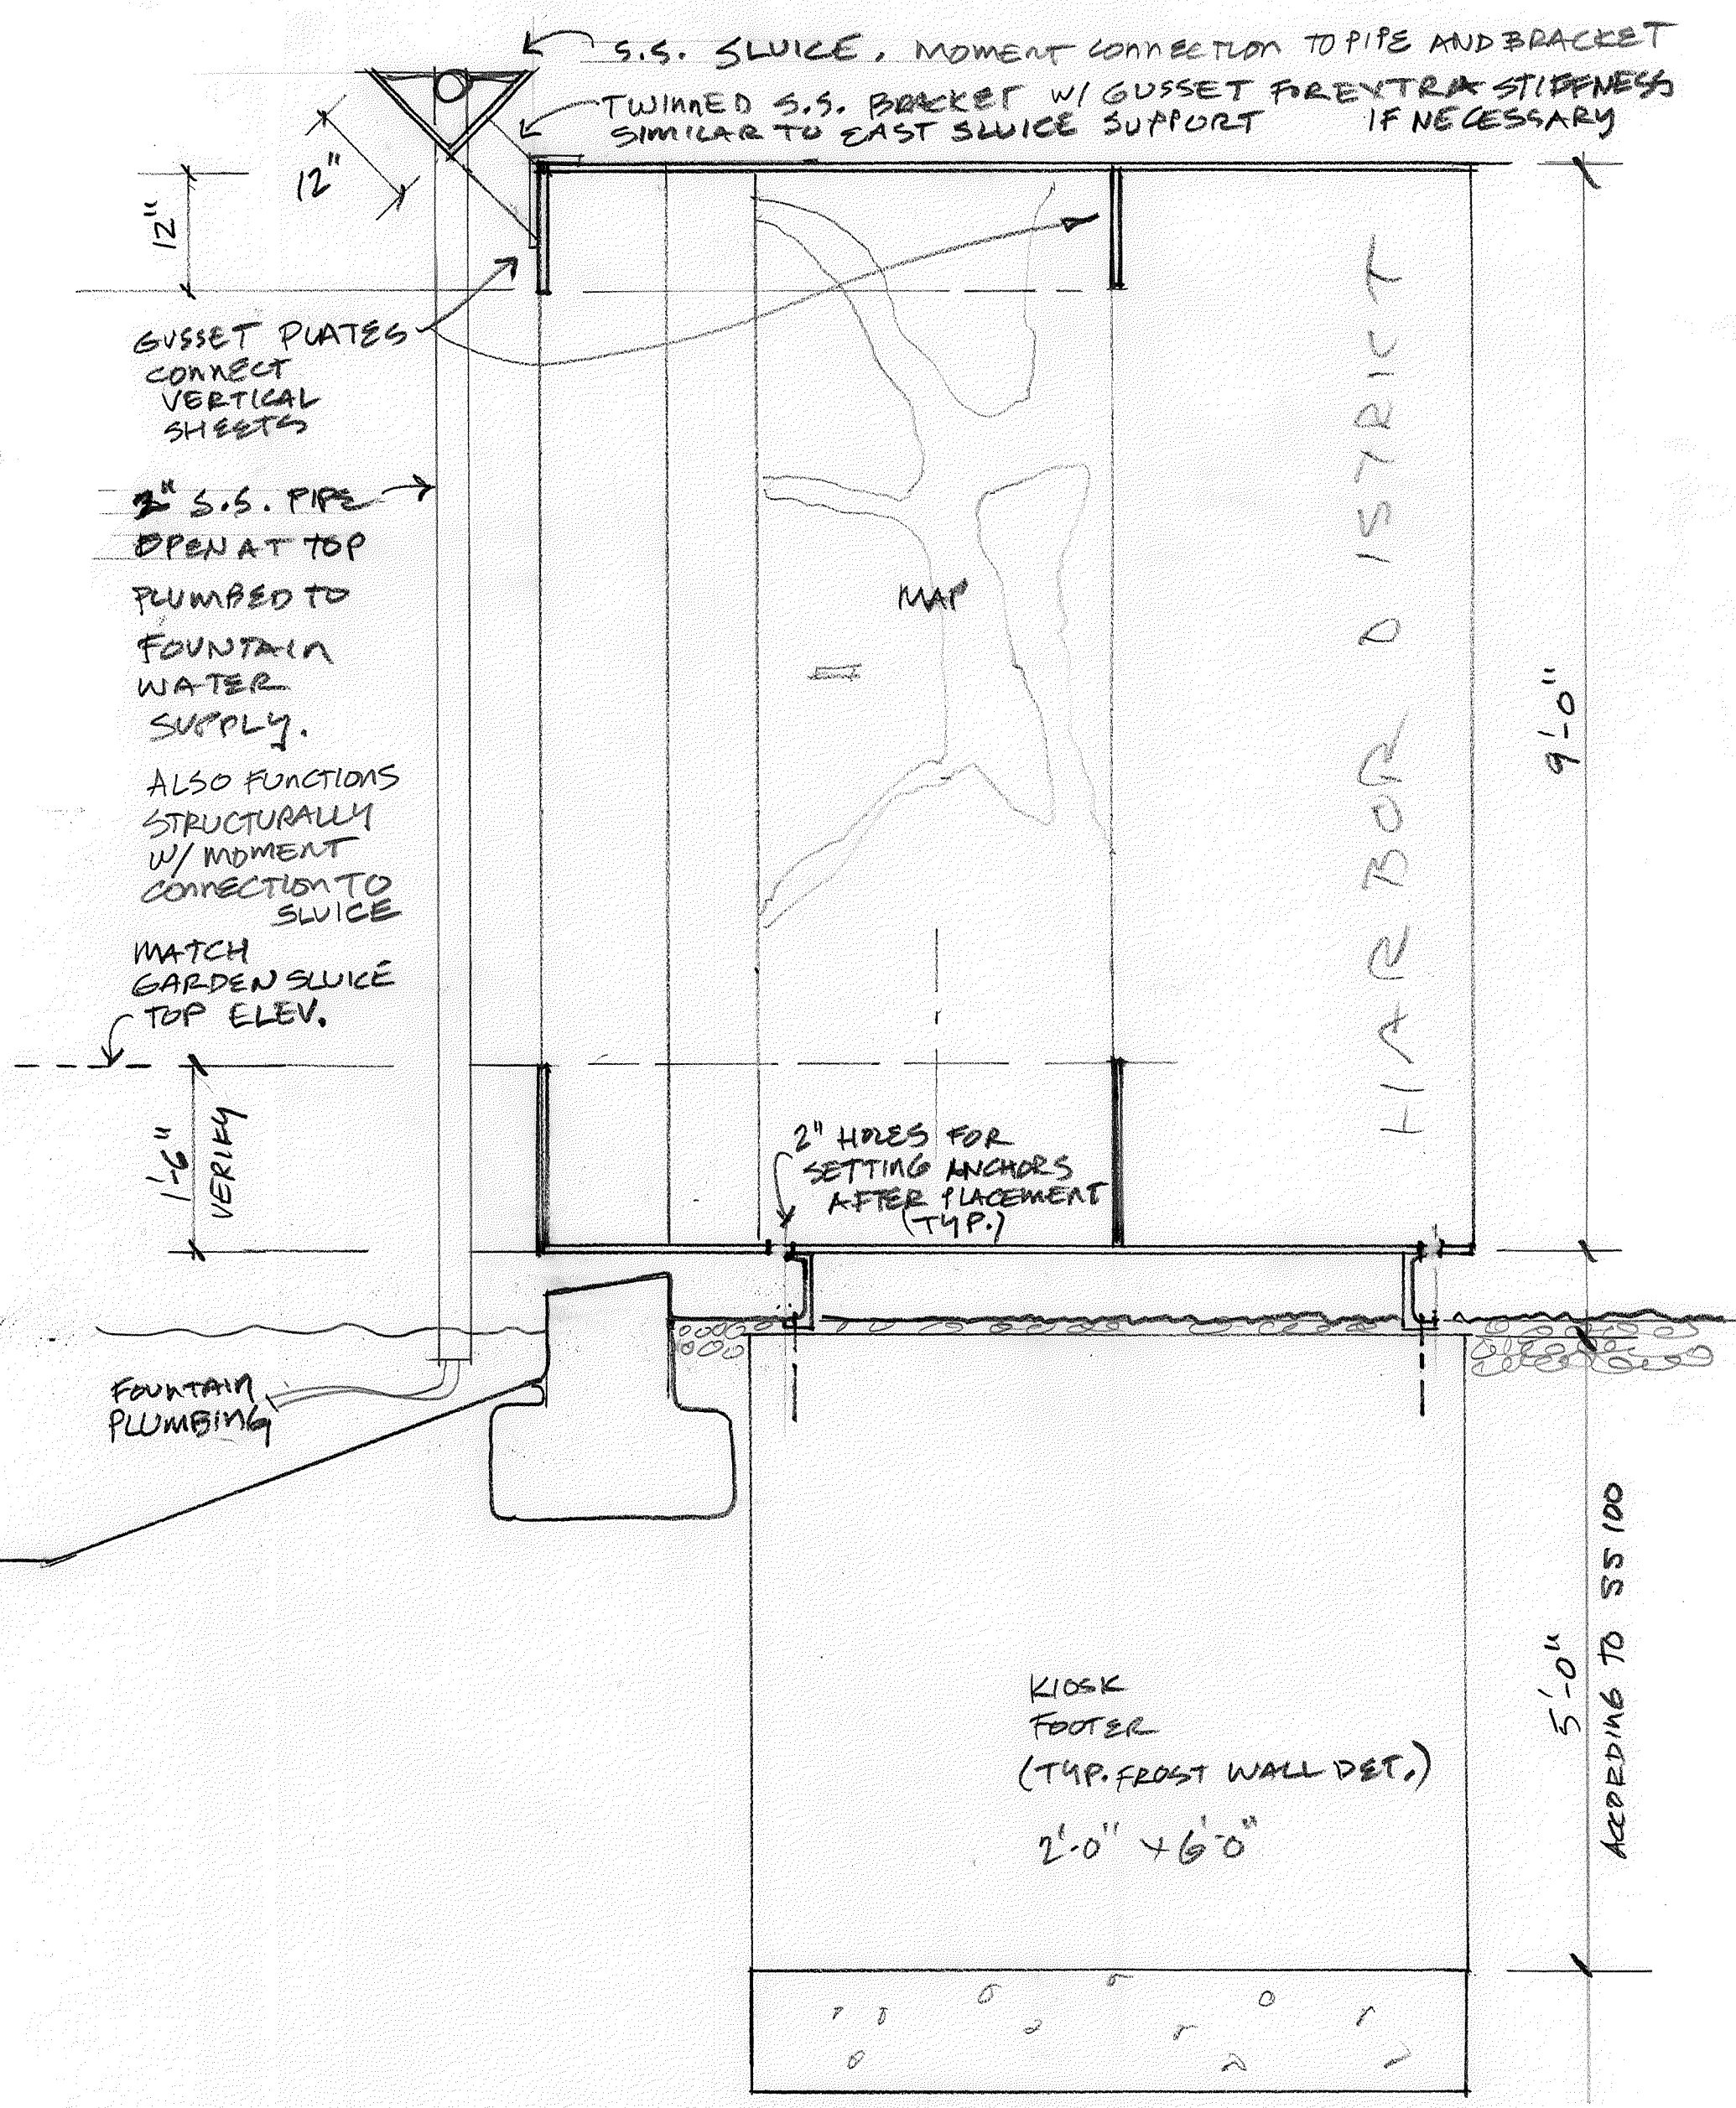 S.S. SLUICE. MOMENT CONNECTION TO PIPE AND BRACKET
TWINNED S.S. BRACKET W/ GUSSET FOR EXTRA STIFFNESS
SIMILAR TO EAST SLUICE SUPPORT IF NECESSARY
12"
12"
GUSSET PLATES
CONNECT
VERTICAL
SHEETS
2" S.S. PIPE
OPEN AT TOP
PLUMBED TO
FOUNTAIN
WATER
SUPPLY.
ALSO FUNCTIONS
STRUCTURALLY
W/ MOMENT
CONNECTION TO
SLUICE
MATCH
GARDEN SLUICE
TOP ELEV.
1'-6"
VERIFY
MAP
HARBOR DISTRICT
9'-0"
2" HOLES FOR
SETTING ANCHORS
AFTER PLACEMENT
(TYP.)
FOUNTAIN
PLUMBING
KIOSK
FOOTER
(TYP. FROST WALL DET.)
2'-0" x 6'-0"
5'-0"
ACCORDING TO SS 100